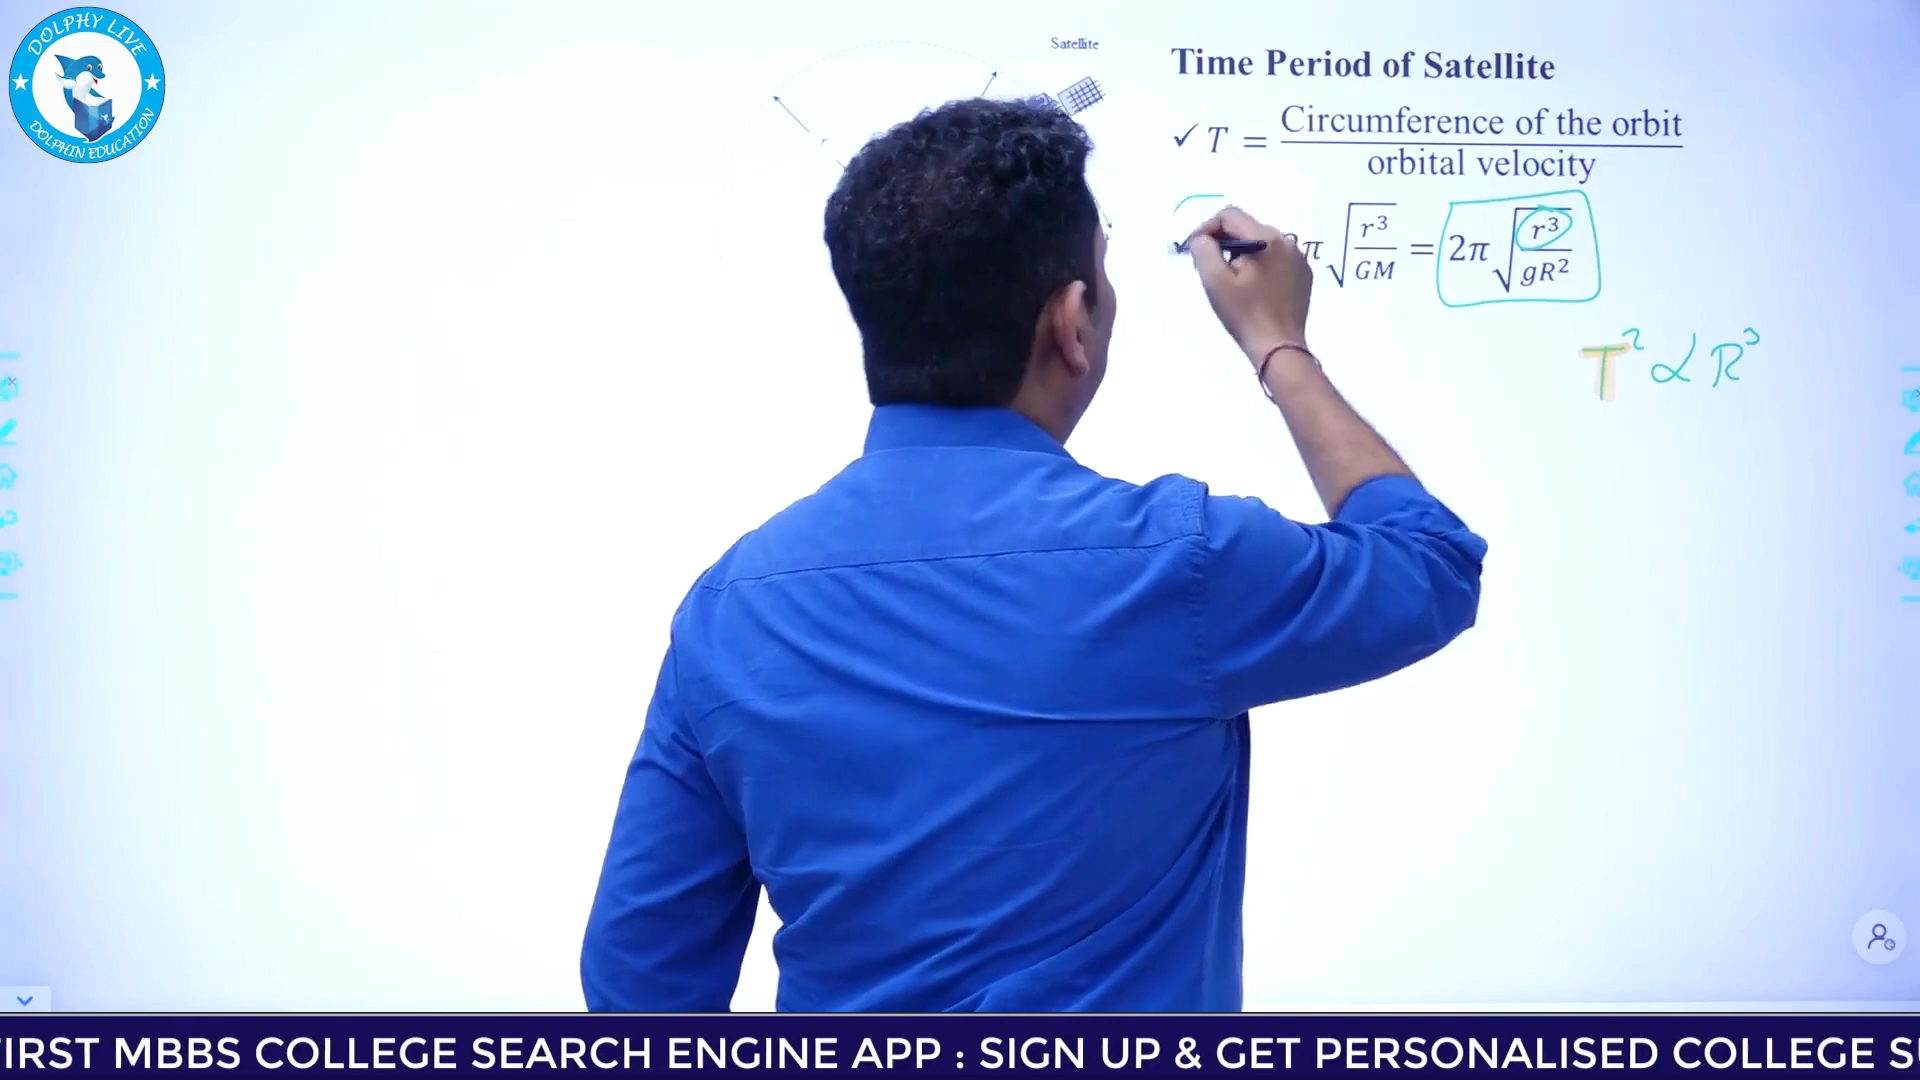 DOLPHY LIVE
DOLPHIN EDUCATION
Satellite
Time Period of Satellite
✓ T = Circumference of the orbit / orbital velocity
✓ π √(r³/GM) = 2π √(r³/gR²)
T² ∝ R³
FIRST MBBS COLLEGE SEARCH ENGINE APP : SIGN UP & GET PERSONALISED COLLEGE